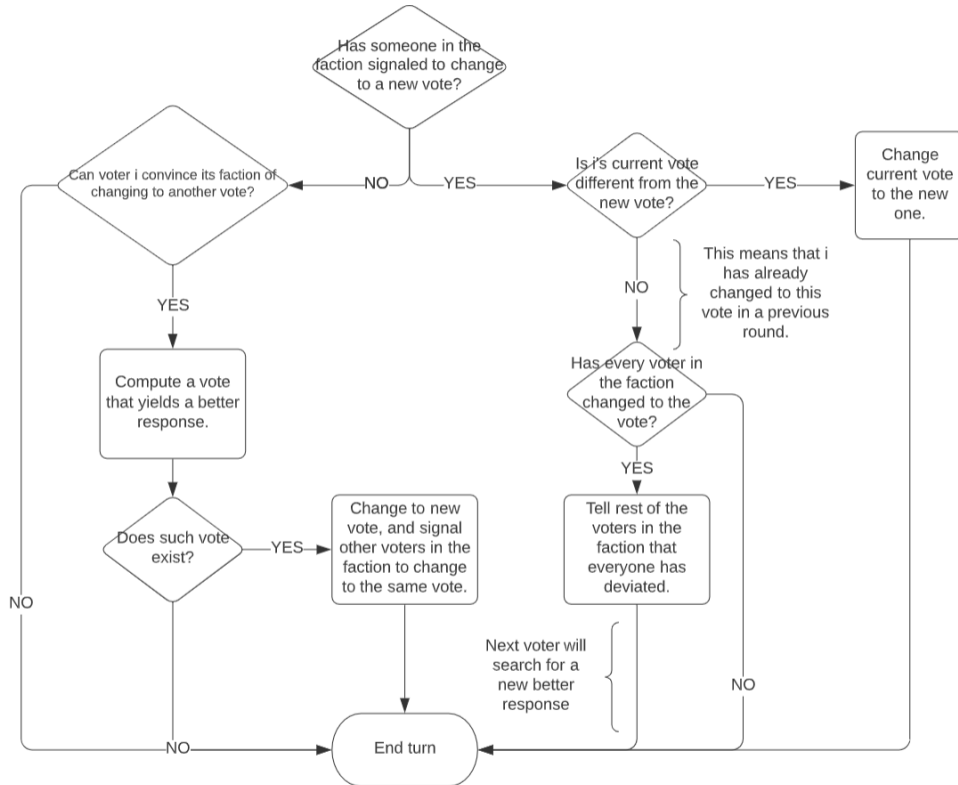 Has someone in the
faction signaled to change
to a new vote?
Can voter i convince its faction of
changing to another vote?
NO
YES
Is i's current vote
different from the
new vote?
YES
Change
current vote
to the new
one.
This means that i
has already
changed to this
vote in a previous
round.
NO
YES
Compute a vote
that yields a better
response.
Has every voter in
the faction
changed to the
vote?
YES
Does such vote
exist?
YES
Change to new
vote, and signal
other voters in the
faction to change
to the same vote.
Tell rest of the
voters in the
faction that
everyone has
deviated.
NO
Next voter will
search for a
new better
response
NO
NO
End turn